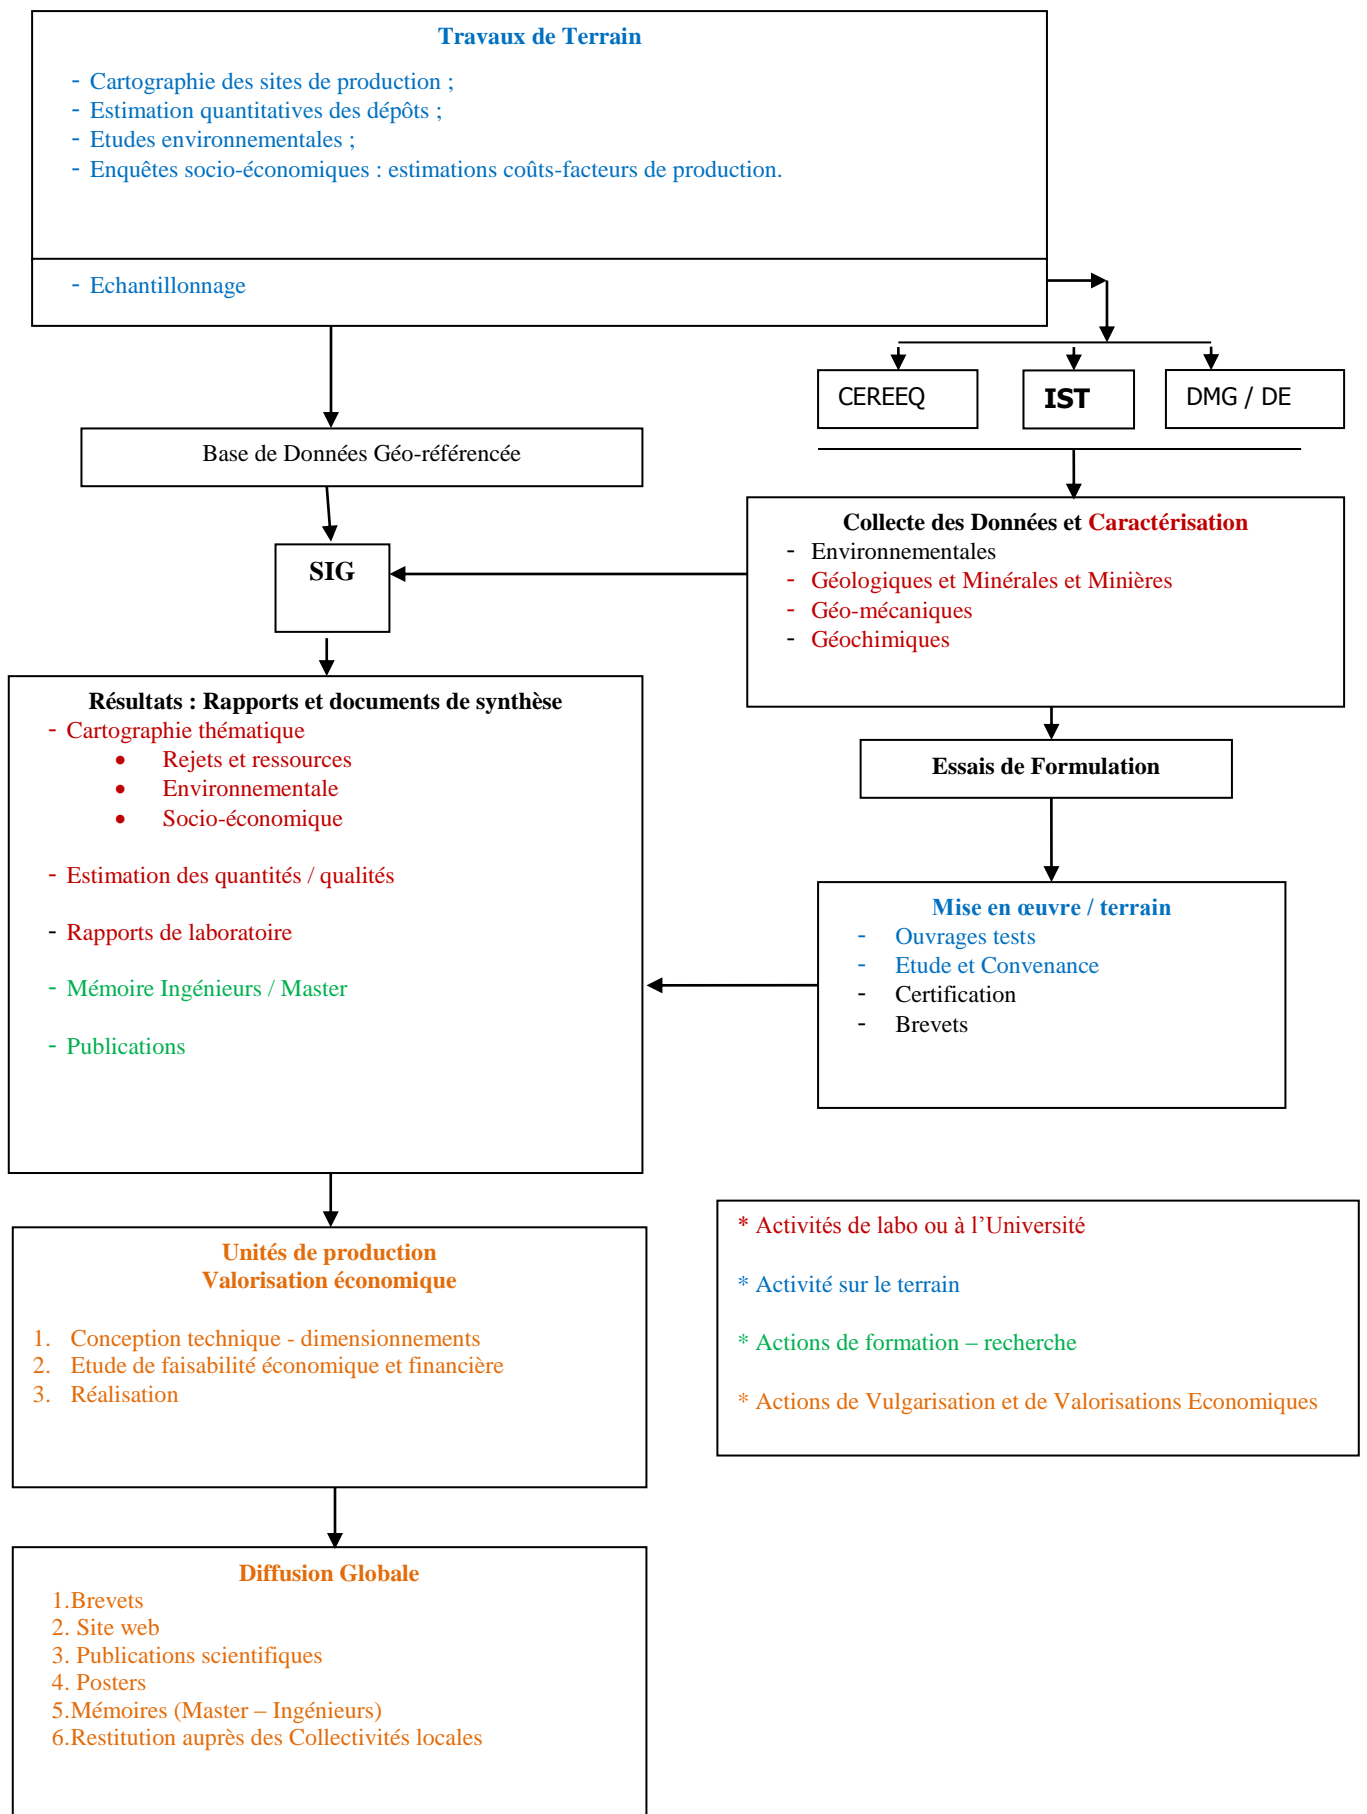 Travaux de Terrain
- Cartographie des sites de production ;
- Estimation quantitatives des dépôts ;
- Etudes environnementales ;
- Enquêtes socio-économiques : estimations coûts-facteurs de production.
- Echantillonnage
CEREEQ
IST
DMG / DE
Base de Données Géo-référencée
SIG
Collecte des Données et Caractérisation
- Environnementales
- Géologiques et Minérales et Minières
- Géo-mécaniques
- Géochimiques
Résultats : Rapports et documents de synthèse
- Cartographie thématique
• Rejets et ressources
• Environnementale
• Socio-économique
- Estimation des quantités / qualités
- Rapports de laboratoire
- Mémoire Ingénieurs / Master
- Publications
Essais de Formulation
Mise en œuvre / terrain
- Ouvrages tests
- Etude et Convenance
- Certification
- Brevets
Unités de production
Valorisation économique
1. Conception technique - dimensionnements
2. Etude de faisabilité économique et financière
3. Réalisation
* Activités de labo ou à l’Université
* Activité sur le terrain
* Actions de formation – recherche
* Actions de Vulgarisation et de Valorisations Economiques
Diffusion Globale
1.Brevets
2. Site web
3. Publications scientifiques
4. Posters
5.Mémoires (Master – Ingénieurs)
6.Restitution auprès des Collectivités locales